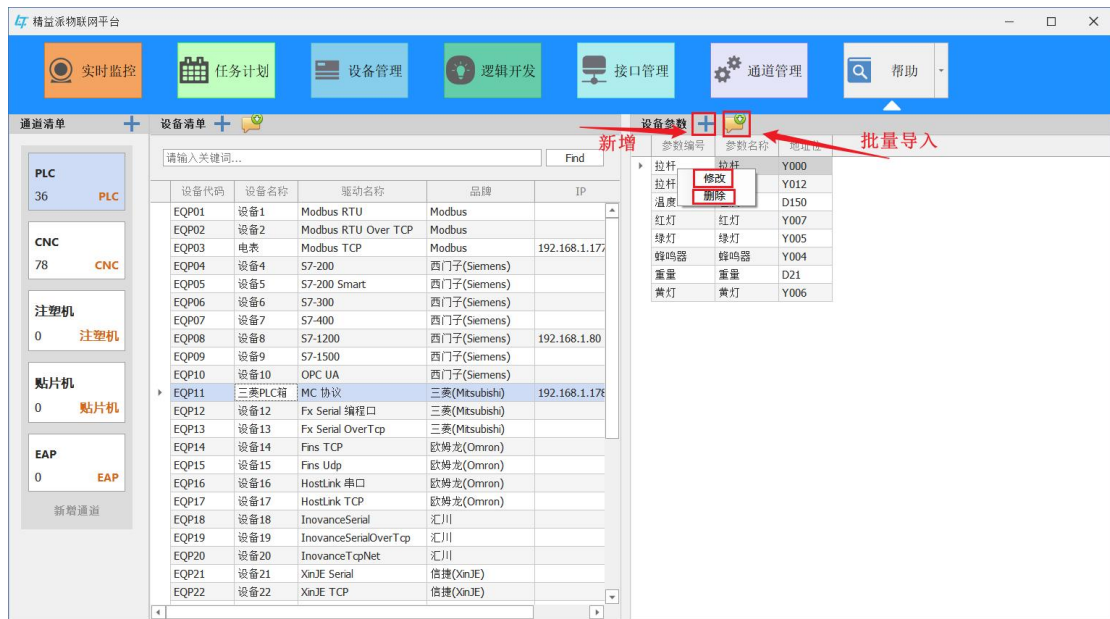 精益派物联网平台
实时监控 任务计划 设备管理 逻辑开发 接口管理 通道管理 帮助
通道清单
PLC
36 PLC
CNC
78 CNC
注塑机
0 注塑机
贴片机
0 贴片机
EAP
0 EAP
新增通道
设备清单
请输入关键词... Find
设备代码 设备名称 驱动名称 品牌 IP
EQP01 设备1 Modbus RTU Modbus
EQP02 设备2 Modbus RTU Over TCP Modbus
EQP03 电表 Modbus TCP Modbus 192.168.1.177
EQP04 设备4 S7-200 西门子(Siemens)
EQP05 设备5 S7-200 Smart 西门子(Siemens)
EQP06 设备6 S7-300 西门子(Siemens)
EQP07 设备7 S7-400 西门子(Siemens)
EQP08 设备8 S7-1200 西门子(Siemens) 192.168.1.80
EQP09 设备9 S7-1500 西门子(Siemens)
EQP10 设备10 OPC UA 西门子(Siemens)
EQP11 三菱PLC箱 MC 协议 三菱(Mitsubishi) 192.168.1.178
EQP12 设备12 Fx Serial 编程口 三菱(Mitsubishi)
EQP13 设备13 Fx Serial OverTcp 三菱(Mitsubishi)
EQP14 设备14 Fins TCP 欧姆龙(Omron)
EQP15 设备15 Fins Udp 欧姆龙(Omron)
EQP16 设备16 HostLink 串口 欧姆龙(Omron)
EQP17 设备17 HostLink TCP 欧姆龙(Omron)
EQP18 设备18 InovanceSerial 汇川
EQP19 设备19 InovanceSerialOverTcp 汇川
EQP20 设备20 InovanceTcpNet 汇川
EQP21 设备21 XinJE Serial 信捷(XinJE)
EQP22 设备22 XinJE TCP 信捷(XinJE)
设备参数
新增
批量导入
参数编号 参数名称 地址位
拉杆 拉杆 Y000
拉杆 Y012
温度 D150
红灯 红灯 Y007
绿灯 绿灯 Y005
蜂鸣器 蜂鸣器 Y004
重量 重量 D21
黄灯 黄灯 Y006
修改
删除